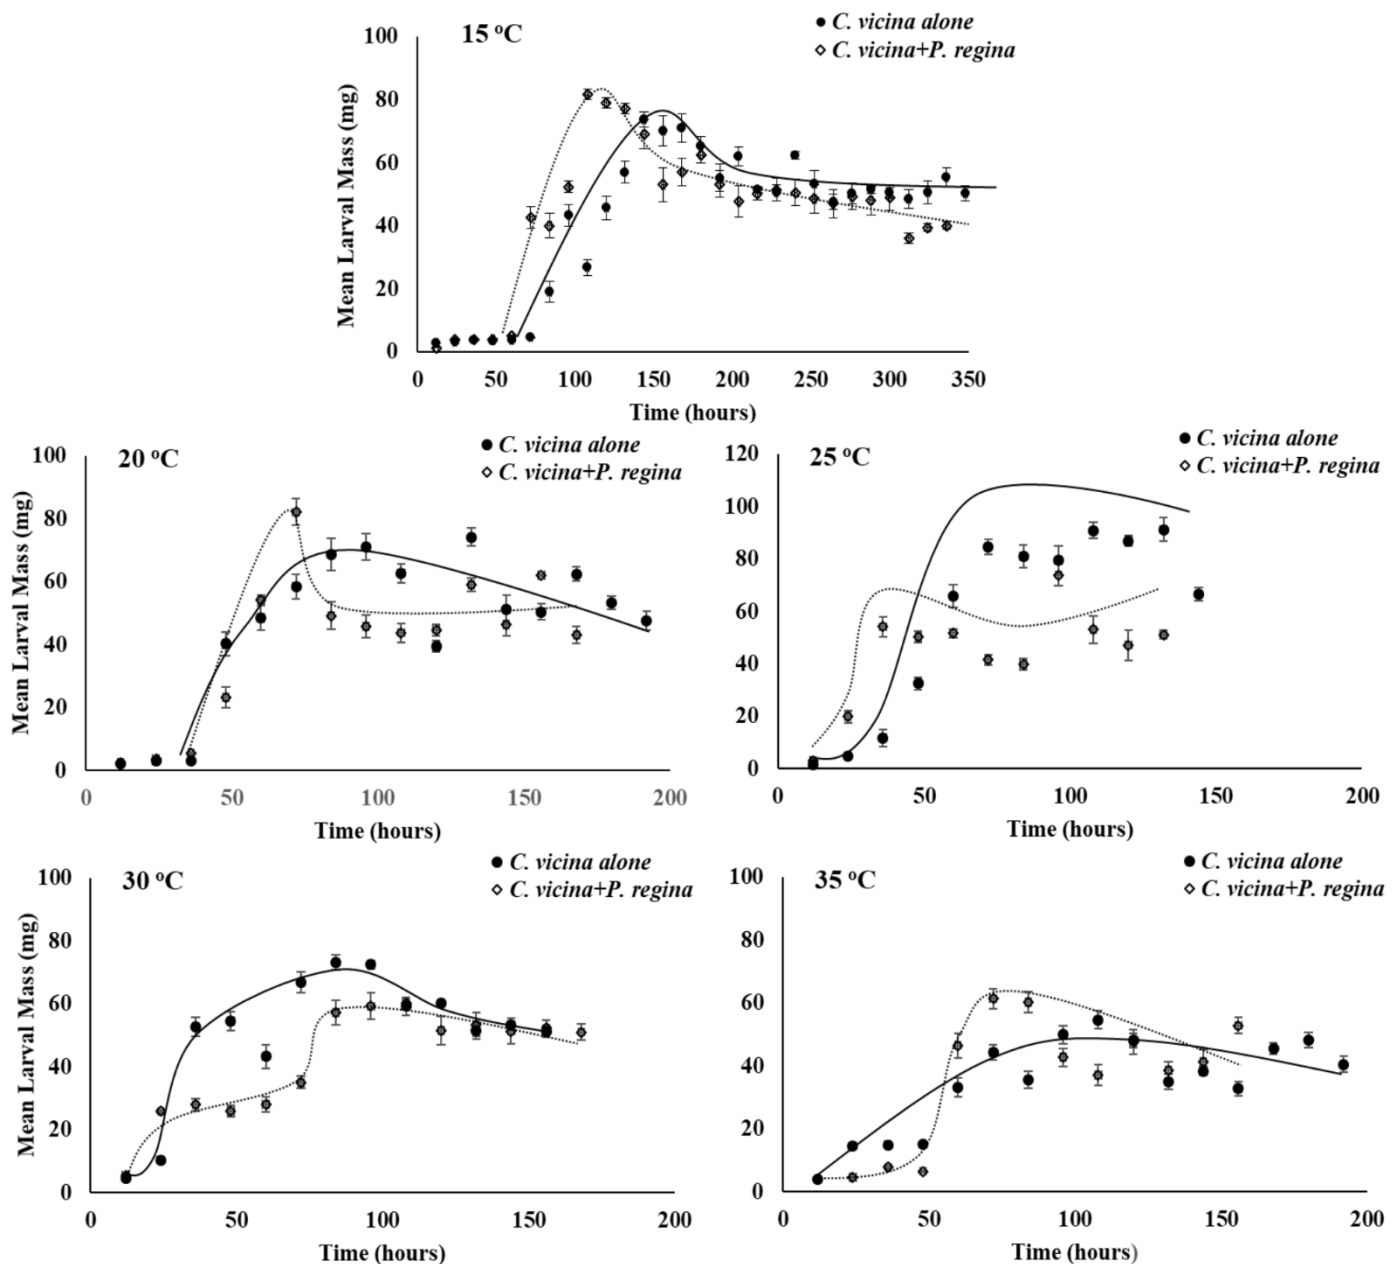 15 °C
● C. vicina alone
◇ C. vicina+P. regina
Mean Larval Mass (mg)
100
80
60
40
20
0
0 50 100 150 200 250 300 350
Time (hours)
20 °C
● C. vicina alone
◇ C. vicina+P. regina
Mean Larval Mass (mg)
100
80
60
40
20
0
0 50 100 150 200
Time (hours)
25 °C
● C. vicina alone
◇ C. vicina+P. regina
120
100
80
60
40
20
0
0 50 100 150 200
Time (hours)
30 °C
● C. vicina alone
◇ C. vicina+P. regina
Mean Larval Mass (mg)
100
80
60
40
20
0
0 50 100 150 200
Time (hours)
35 °C
● C. vicina alone
◇ C. vicina+P. regina
100
80
60
40
20
0
0 50 100 150 200
Time (hours)